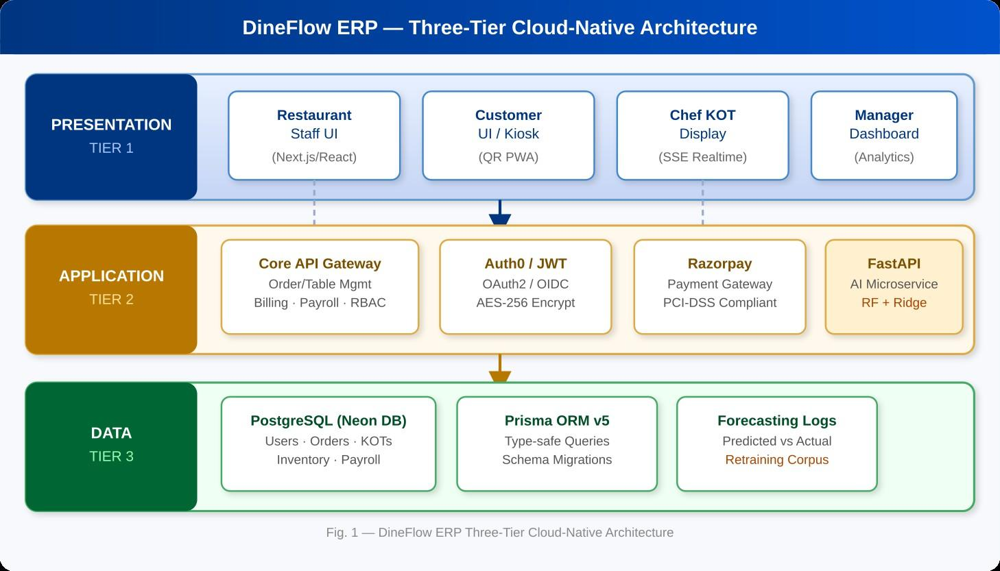 DineFlow ERP — Three-Tier Cloud-Native Architecture
PRESENTATION
TIER 1
Restaurant
Staff UI
(Next.js/React)
Customer
UI / Kiosk
(QR PWA)
Chef KOT
Display
(SSE Realtime)
Manager
Dashboard
(Analytics)
APPLICATION
TIER 2
Core API Gateway
Order/Table Mgmt
Billing · Payroll · RBAC
Auth0 / JWT
OAuth2 / OIDC
AES-256 Encrypt
Razorpay
Payment Gateway
PCI-DSS Compliant
FastAPI
AI Microservice
RF + Ridge
DATA
TIER 3
PostgreSQL (Neon DB)
Users · Orders · KOTs
Inventory · Payroll
Prisma ORM v5
Type-safe Queries
Schema Migrations
Forecasting Logs
Predicted vs Actual
Retraining Corpus
Fig. 1 — DineFlow ERP Three-Tier Cloud-Native Architecture